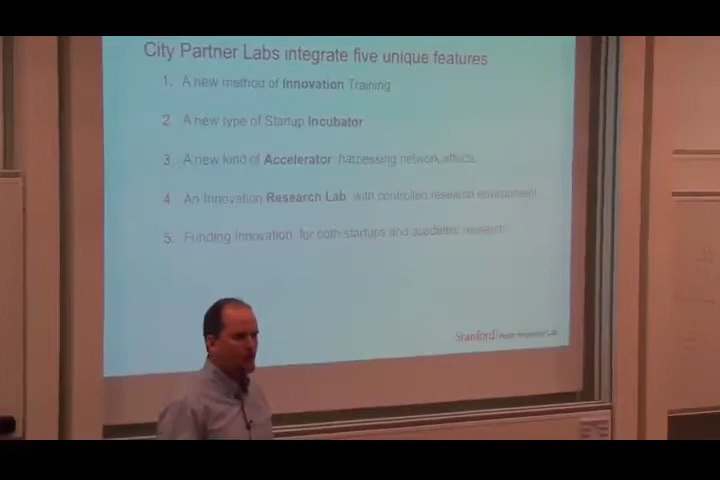 City Partner Labs integrate five unique features
1. A new method of Innovation Training
2. A new type of Startup Incubator
3. A new kind of Accelerator harnessing network effects
4. An Innovation Research Lab with controlled research environment
5. Funding Innovation for both startups and academic research
Stanford Lab